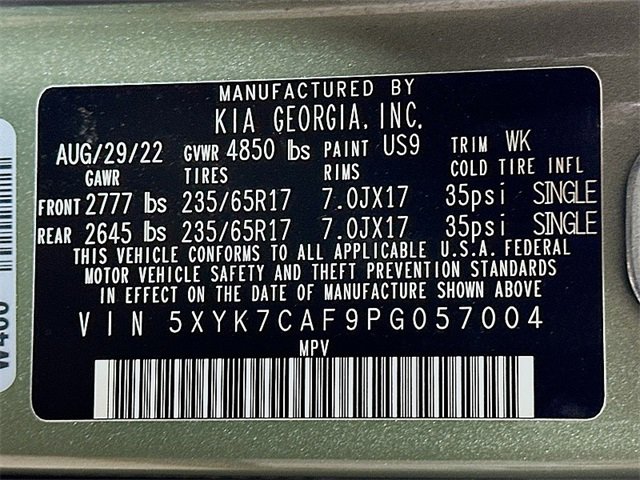 MANUFACTURED BY
KIA GEORGIA, INC.
AUG/29/22 GVWR 4850 lbs PAINT US9 TRIM WK
GAWR TIRES RIMS COLD TIRE INFL
FRONT 2777 lbs 235/65R17 7.0JX17 35psi SINGLE
REAR 2645 lbs 235/65R17 7.0JX17 35psi SINGLE
THIS VEHICLE CONFORMS TO ALL APPLICABLE U.S.A. FEDERAL
MOTOR VEHICLE SAFETY AND THEFT PREVENTION STANDARDS
IN EFFECT ON THE DATE OF MANUFACTURE SHOWN ABOVE.
VIN 5XYK7CAF9PG057004
MPV